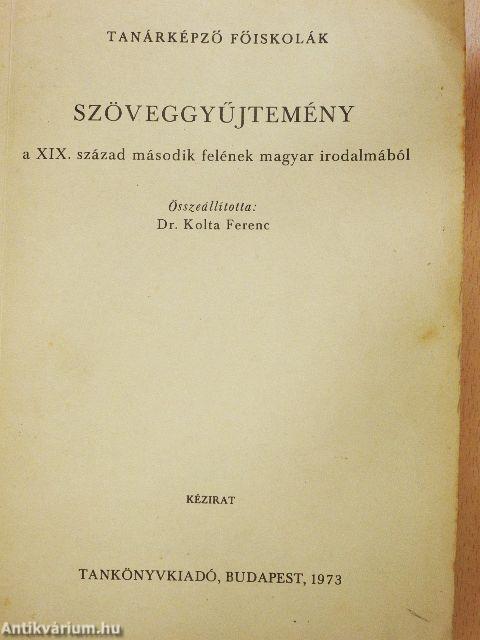 TANÁRKÉPZŐ FŐISKOLÁK
SZÖVEGGYŰJTEMÉNY
a XIX. század második felének magyar irodalmából
Összeállította:
Dr. Kolta Ferenc
KÉZIRAT
TANKÖNYVKIADÓ, BUDAPEST, 1973
Antikvárium.hu